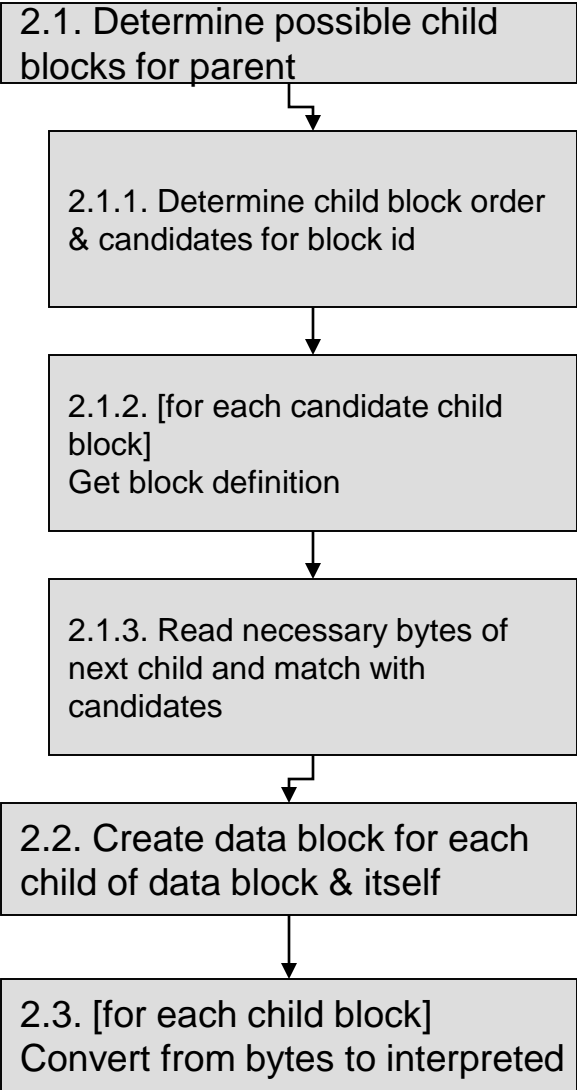 2.1. Determine possible child
blocks for parent
2.1.1. Determine child block order
& candidates for block id
2.1.2. [for each candidate child
block]
Get block definition
2.1.3. Read necessary bytes of
next child and match with
candidates
2.2. Create data block for each
child of data block & itself
2.3. [for each child block]
Convert from bytes to interpreted